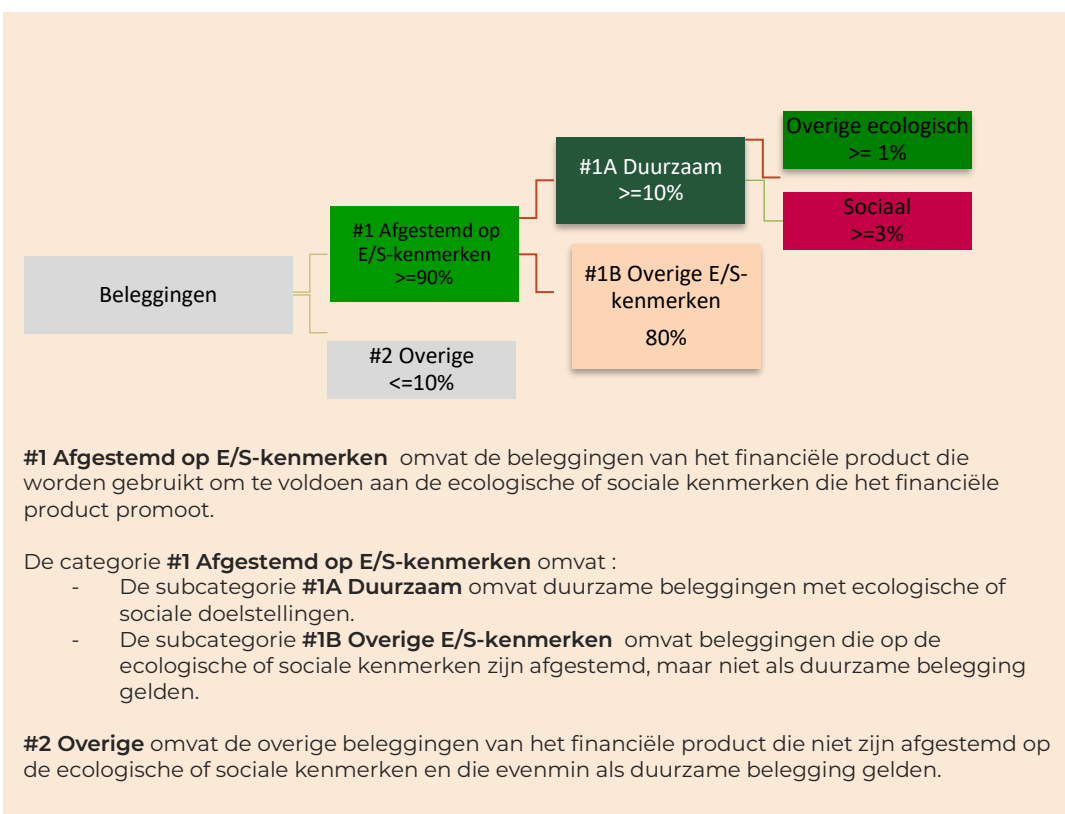 Overige ecologisch
>= 1%
#1A Duurzaam
>=10%
Sociaal
>=3%
#1 Afgestemd op
E/S-kenmerken
>=90%
#1B Overige E/S-
kenmerken
80%
Beleggingen
#2 Overige
<=10%
#1 Afgestemd op E/S-kenmerken omvat de beleggingen van het financiële product die
worden gebruikt om te voldoen aan de ecologische of sociale kenmerken die het financiële
product promoot.
De categorie #1 Afgestemd op E/S-kenmerken omvat :
- De subcategorie #1A Duurzaam omvat duurzame beleggingen met ecologische of
sociale doelstellingen.
- De subcategorie #1B Overige E/S-kenmerken omvat beleggingen die op de
ecologische of sociale kenmerken zijn afgestemd, maar niet als duurzame belegging
gelden.
#2 Overige omvat de overige beleggingen van het financiële product die niet zijn afgestemd op
de ecologische of sociale kenmerken en die evenmin als duurzame belegging gelden.